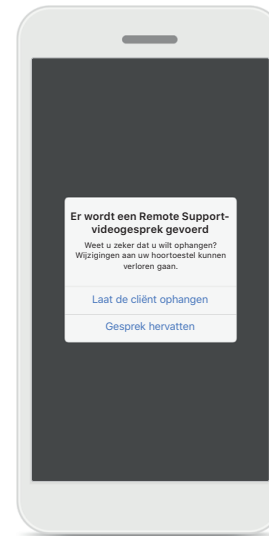 Er wordt een Remote Support-
videogesprek gevoerd
Weet u zeker dat u wilt ophangen?
Wijzigingen aan uw hoortoestel kunnen
verloren gaan.
Laat de cliënt ophangen
Gesprek hervatten